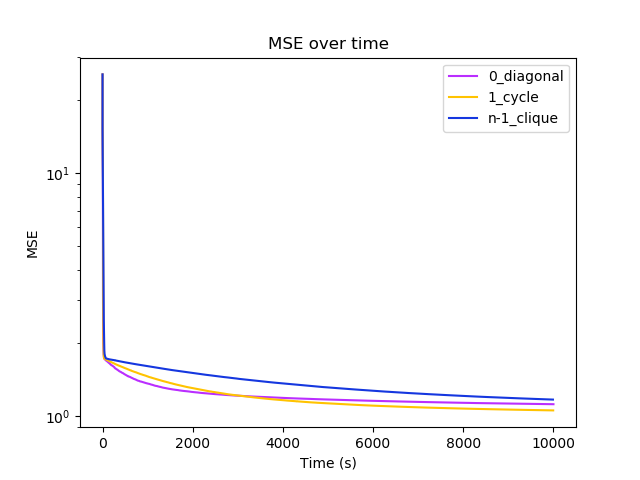 MSE over time
0_diagonal
1_cycle
n-1_clique
MSE
10¹
10⁰
0 2000 4000 6000 8000 10000
Time (s)